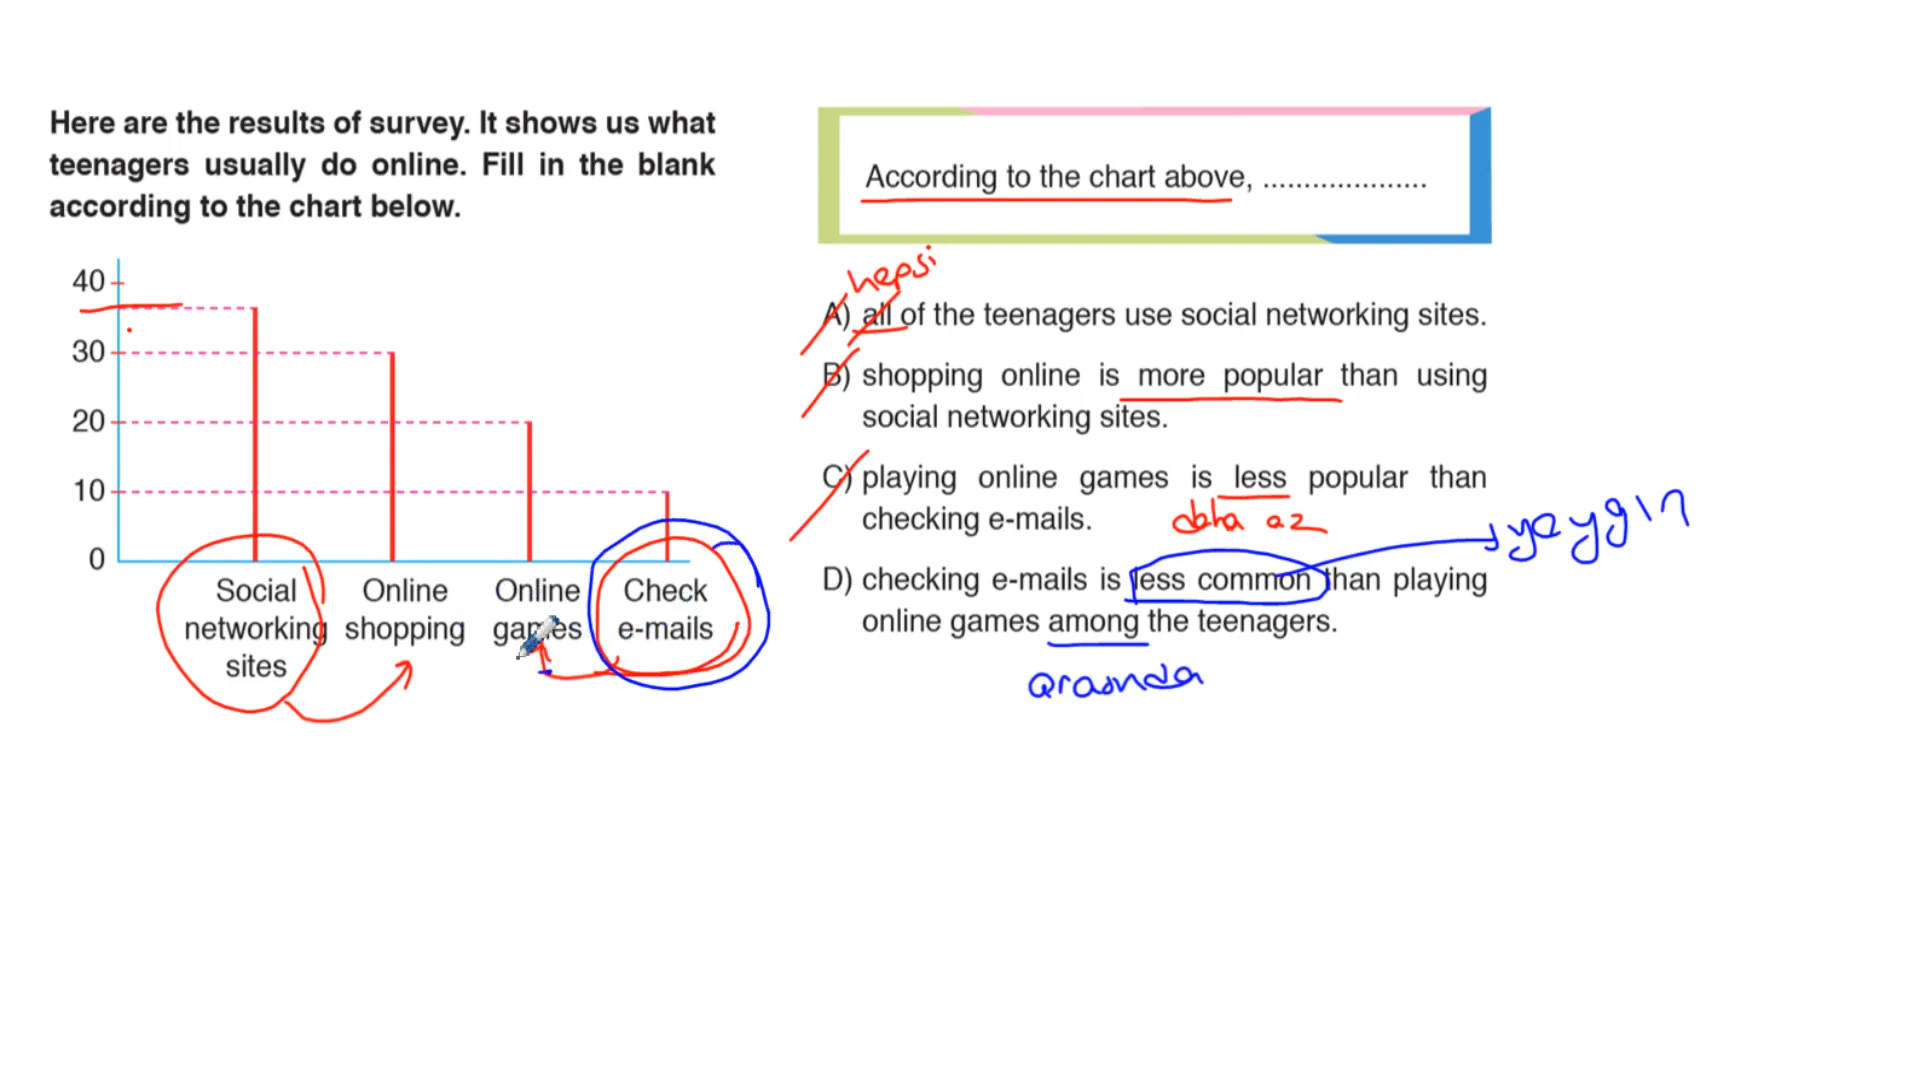 Here are the results of survey. It shows us what
teenagers usually do online. Fill in the blank
according to the chart below.
40
30
20
10
0
Social
networking
sites
Online
shopping
Online
games
Check
e-mails
According to the chart above, ....................
hepsi
A) all of the teenagers use social networking sites.
B) shopping online is more popular than using
social networking sites.
C) playing online games is less popular than
checking e-mails.
daha az
yaygın
D) checking e-mails is less common than playing
online games among the teenagers.
arasında